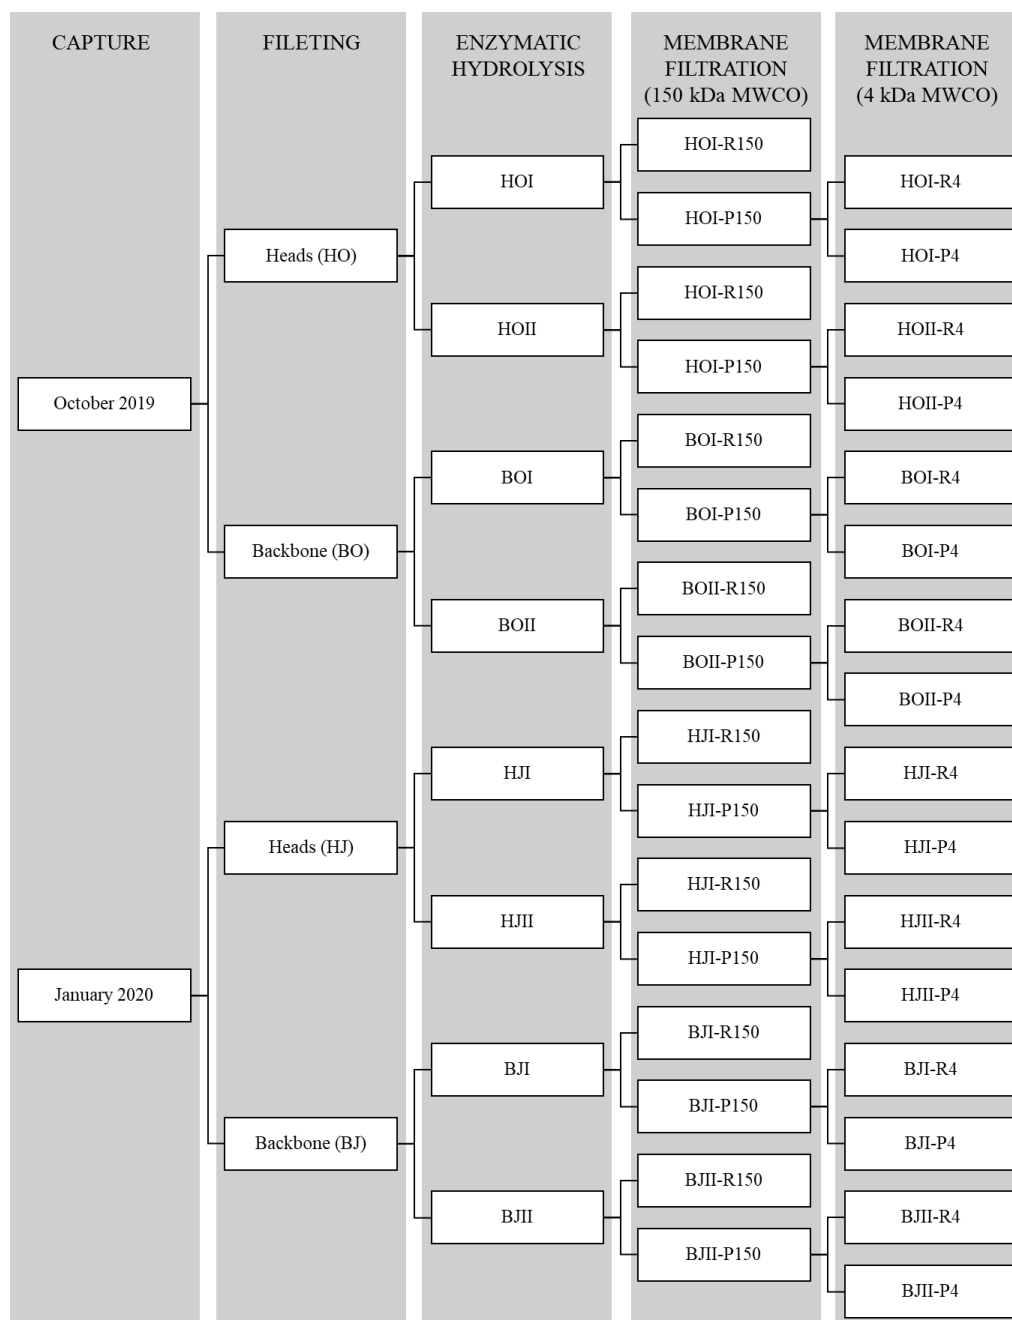 CAPTURE
FILETING
ENZYMATIC
HYDROLYSIS
MEMBRANE
FILTRATION
(150 kDa MWCO)
MEMBRANE
FILTRATION
(4 kDa MWCO)
October 2019
January 2020
Heads (HO)
Backbone (BO)
Heads (HJ)
Backbone (BJ)
HOI
HOII
BOI
BOII
HJI
HJII
BJI
BJII
HOI-R150
HOI-P150
HOI-R150
HOI-P150
BOI-R150
BOI-P150
BOII-R150
BOII-P150
HJI-R150
HJI-P150
HJI-R150
HJI-P150
BJI-R150
BJI-P150
BJII-R150
BJII-P150
HOI-R4
HOI-P4
HOII-R4
HOII-P4
BOI-R4
BOI-P4
BOII-R4
BOII-P4
HJI-R4
HJI-P4
HJII-R4
HJII-P4
BJI-R4
BJI-P4
BJII-R4
BJII-P4